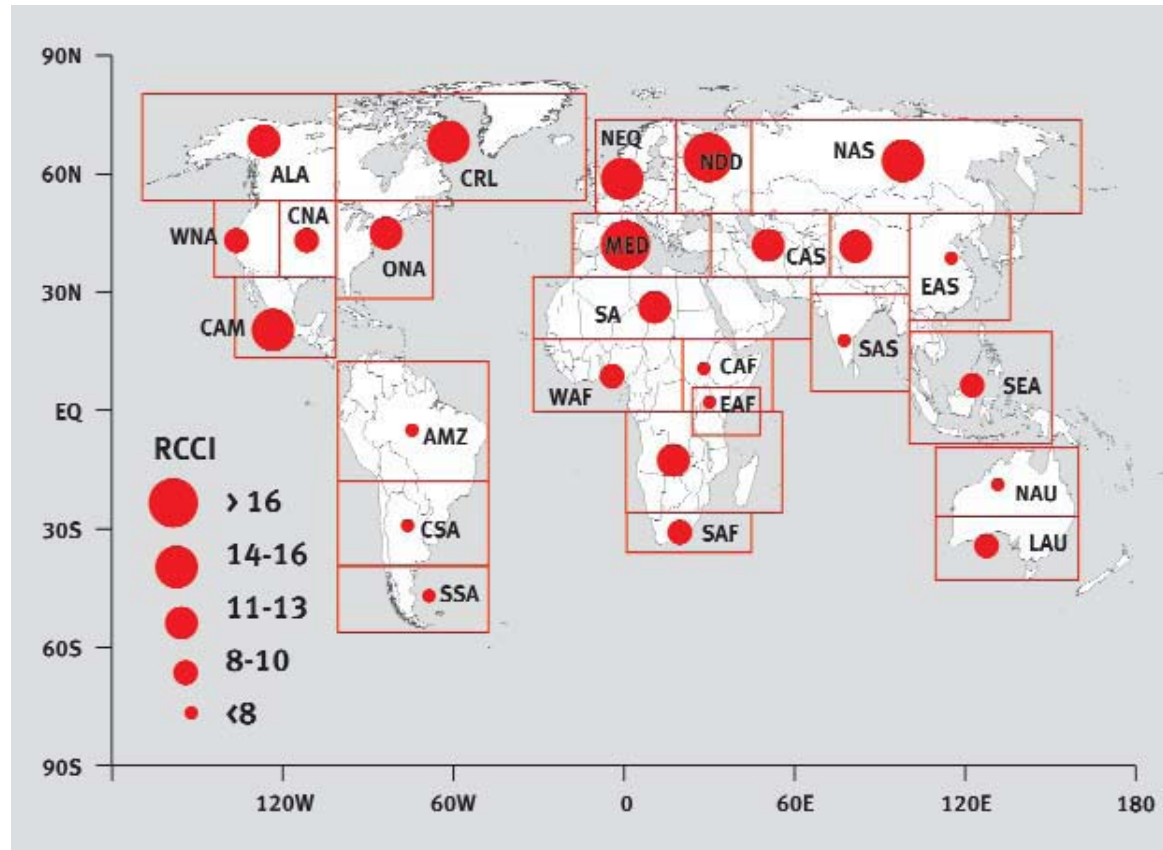 90N
60N
30N
EQ
30S
60S
90S
120W
60W
0
60E
120E
180
ALA
CRL
NEQ
NDD
NAS
WNA
CNA
ONA
MED
CAS
EAS
CAM
SA
SAS
WAF
CAF
EAF
SEA
AMZ
NAU
CSA
SAF
LAU
SSA
RCCI
> 16
14-16
11-13
8-10
<8